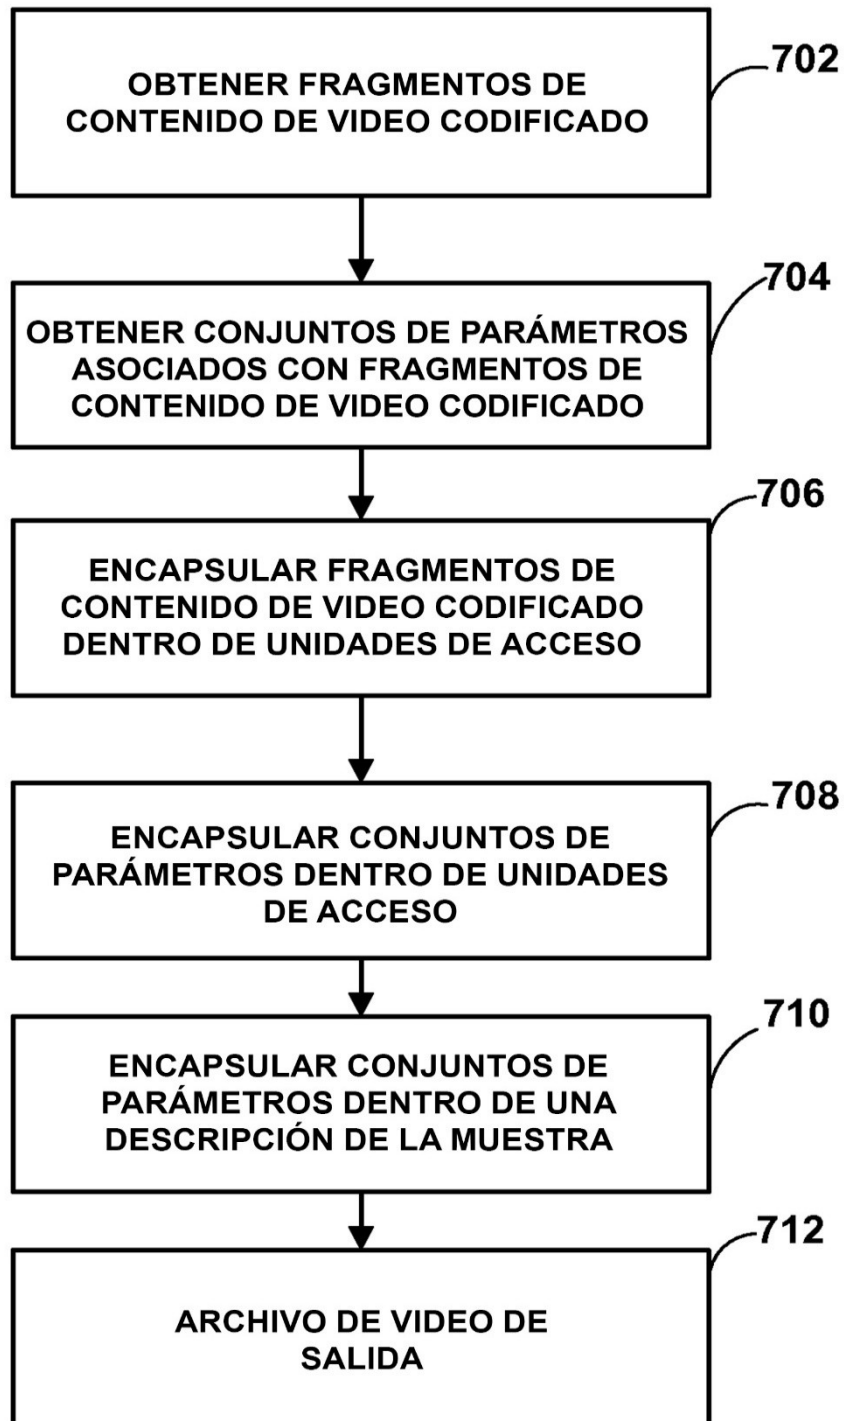 702
OBTENER FRAGMENTOS DE
CONTENIDO DE VIDEO CODIFICADO
704
OBTENER CONJUNTOS DE PARÁMETROS
ASOCIADOS CON FRAGMENTOS DE
CONTENIDO DE VIDEO CODIFICADO
706
ENCAPSULAR FRAGMENTOS DE
CONTENIDO DE VIDEO CODIFICADO
DENTRO DE UNIDADES DE ACCESO
708
ENCAPSULAR CONJUNTOS DE
PARÁMETROS DENTRO DE UNIDADES
DE ACCESO
710
ENCAPSULAR CONJUNTOS DE
PARÁMETROS DENTRO DE UNA
DESCRIPCIÓN DE LA MUESTRA
712
ARCHIVO DE VIDEO DE
SALIDA